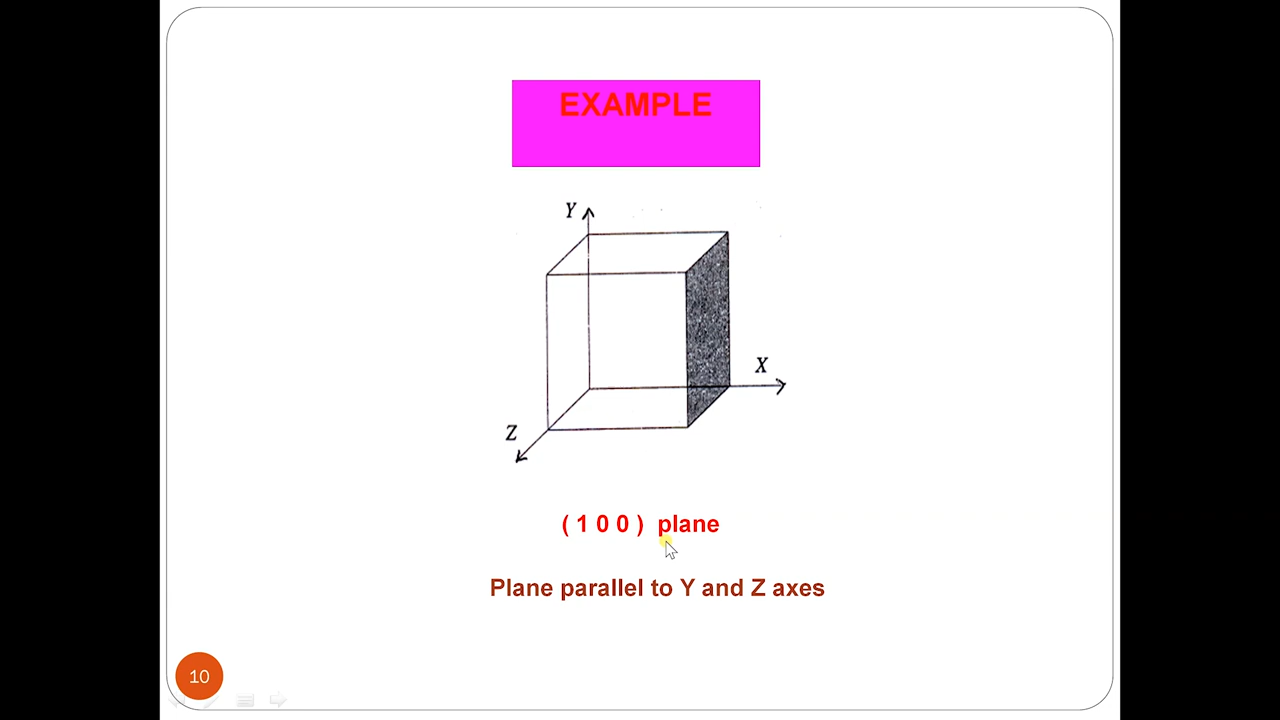 EXAMPLE
Y
X
Z
( 1 0 0 ) plane
Plane parallel to Y and Z axes
10